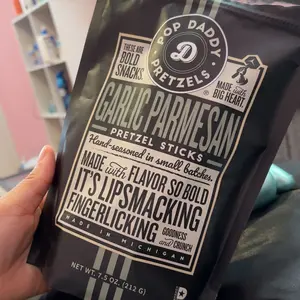 POP DADDY
D
PRETZELS
®
THESE ARE
BOLD
SNACKS
MADE with
BIG HEART
GARLIC PARMESAN
PRETZEL STICKS
Hand-seasoned in small batches.
MADE with FLAVOR SO BOLD
IT'S LIPSMACKING
FINGERLICKING GOODNESS
and CRUNCH
MADE IN MICHIGAN
NET WT. 7.5 OZ. (212 G)